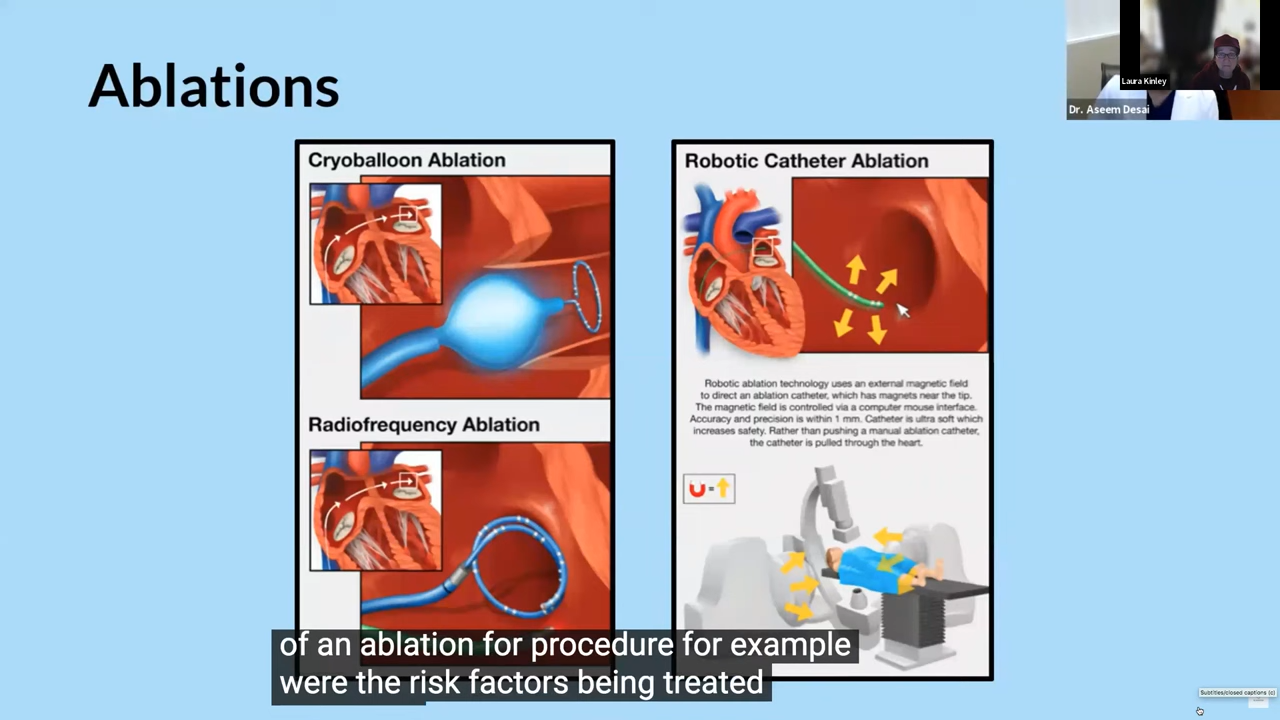 Ablations
Laura Kinley
Dr. Aseem Desai
Cryoballoon Ablation
Radiofrequency Ablation
Robotic Catheter Ablation
Robotic ablation technology uses an external magnetic field
to direct an ablation catheter, which has magnets near the tip.
The magnetic field is controlled via a computer mouse interface.
Accuracy and precision is within 1 mm. Catheter is ultra soft which
increases safety. Rather than pushing a manual ablation catheter,
the catheter is pulled through the heart.
=
of an ablation for procedure for example
were the risk factors being treated
Subtitles/closed captions (c)